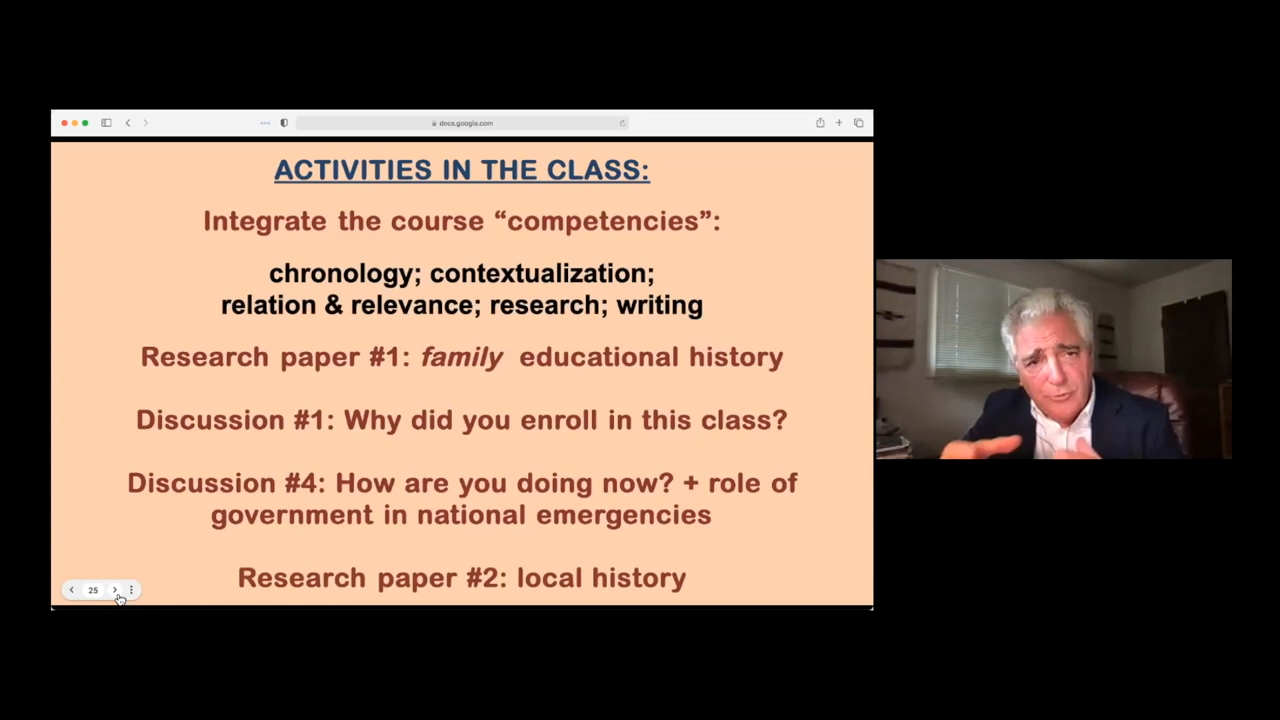 docs.google.com
ACTIVITIES IN THE CLASS:
Integrate the course “competencies”:
chronology; contextualization;
relation & relevance; research; writing
Research paper #1: family educational history
Discussion #1: Why did you enroll in this class?
Discussion #4: How are you doing now? + role of
government in national emergencies
Research paper #2: local history
25